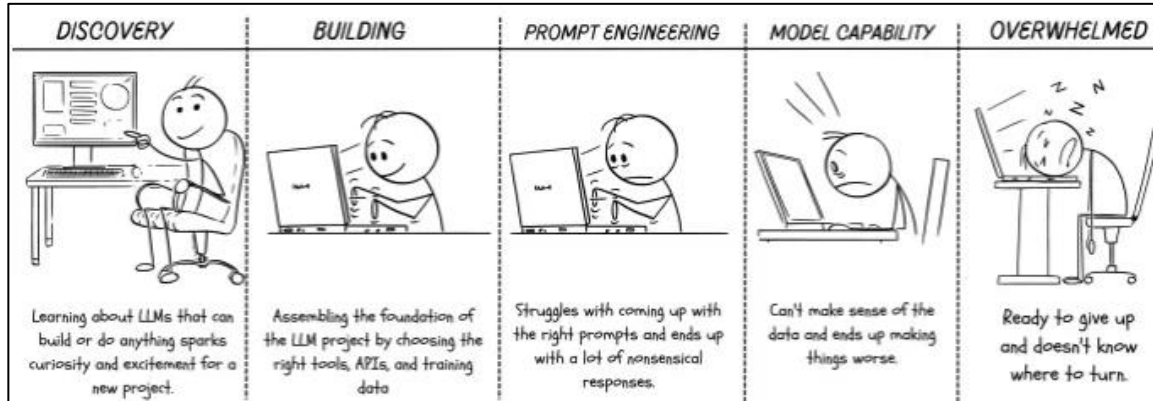 DISCOVERY
BUILDING
PROMPT ENGINEERING
MODEL CAPABILITY
OVERWHELMED
Z
Z
Z
N
Z
Learning about LLMs that can
build or do anything sparks
curiosity and excitement for a
new project.
Assembling the foundation of
the LLM project by choosing the
right tools, APIs, and training
data
Struggles with coming up with
the right prompts and ends up
with a lot of nonsensical
responses.
Can't make sense of the
data and ends up making
things worse.
Ready to give up
and doesn't know
where to turn.